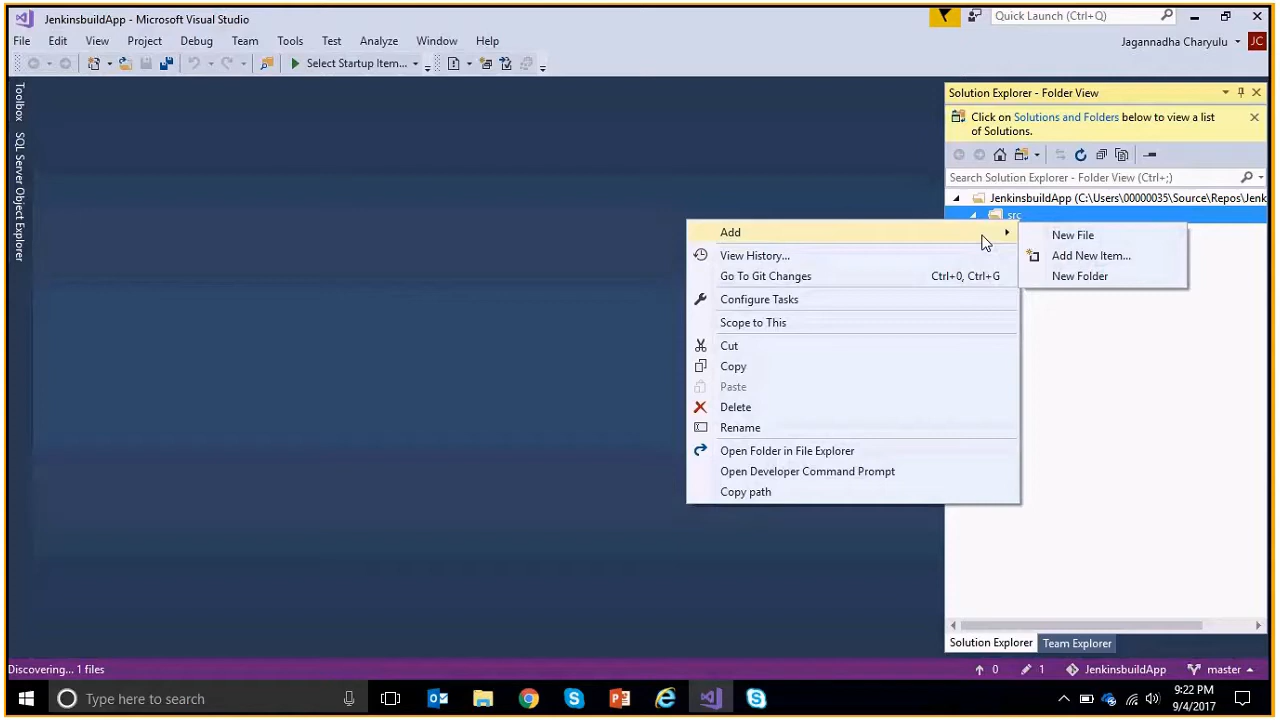 JenkinsbuildApp - Microsoft Visual Studio
Quick Launch (Ctrl+Q)
File Edit View Project Debug Team Tools Test Analyze Window Help
Jagannadha Charyulu JC
Select Startup Item...
Toolbox
SQL Server Object Explorer
Solution Explorer - Folder View
Click on Solutions and Folders below to view a list
of Solutions.
Search Solution Explorer - Folder View (Ctrl+;)
JenkinsbuildApp (C:\Users\00000035\Source\Repos\Jenk
src
Add
View History...
Go To Git Changes Ctrl+0, Ctrl+G
Configure Tasks
Scope to This
Cut
Copy
Paste
Delete
Rename
Open Folder in File Explorer
Open Developer Command Prompt
Copy path
New File
Add New Item...
New Folder
Solution Explorer Team Explorer
Discovering... 1 files
0 1 JenkinsbuildApp master
Type here to search
9:22 PM
9/4/2017